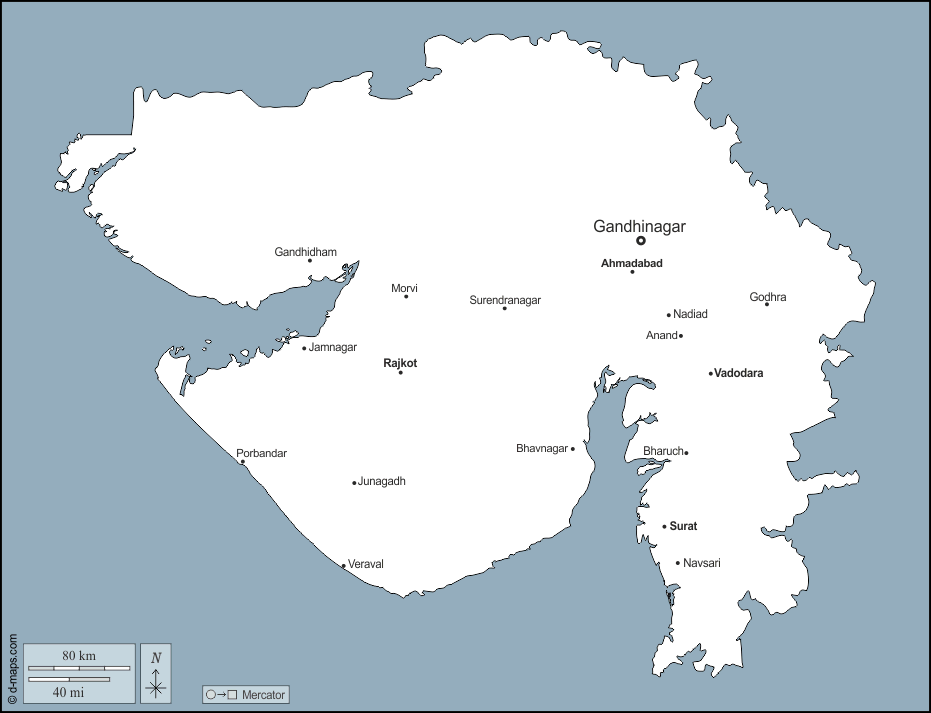 Gandhinagar
Gandhidham
Ahmadabad
Morvi
Surendranagar
Godhra
Nadiad
Anand
Jamnagar
Rajkot
Vadodara
Bhavnagar
Porbandar
Bharuch
Junagadh
Surat
Veraval
Navsari
© d-maps.com
80 km
40 mi
N
Mercator